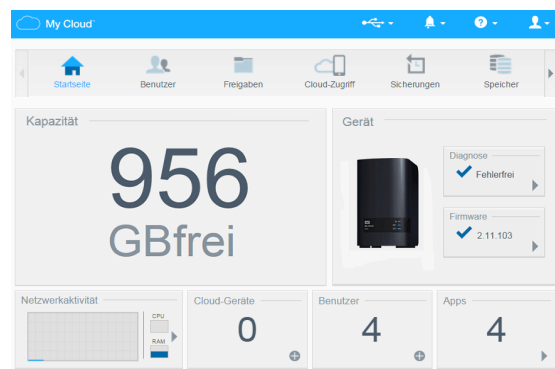 My Cloud
Startseite
Benutzer
Freigaben
Cloud-Zugriff
Sicherungen
Speicher
Kapazität
956
GBfrei
Gerät
Diagnose
Fehlerfrei
Firmware
2.11.103
Netzwerkaktivität
CPU
RAM
Cloud-Geräte
0
Benutzer
4
Apps
4